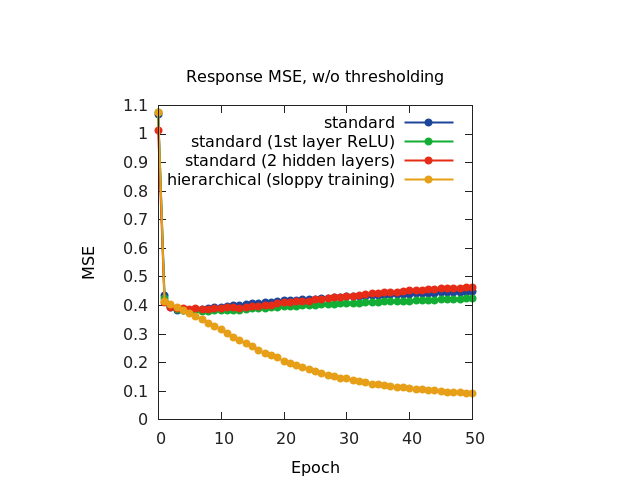 Response MSE, w/o thresholding
1.1
1
0.9
0.8
0.7
0.6
0.5
0.4
0.3
0.2
0.1
0
MSE
standard
standard (1st layer ReLU)
standard (2 hidden layers)
hierarchical (sloppy training)
0 10 20 30 40 50
Epoch